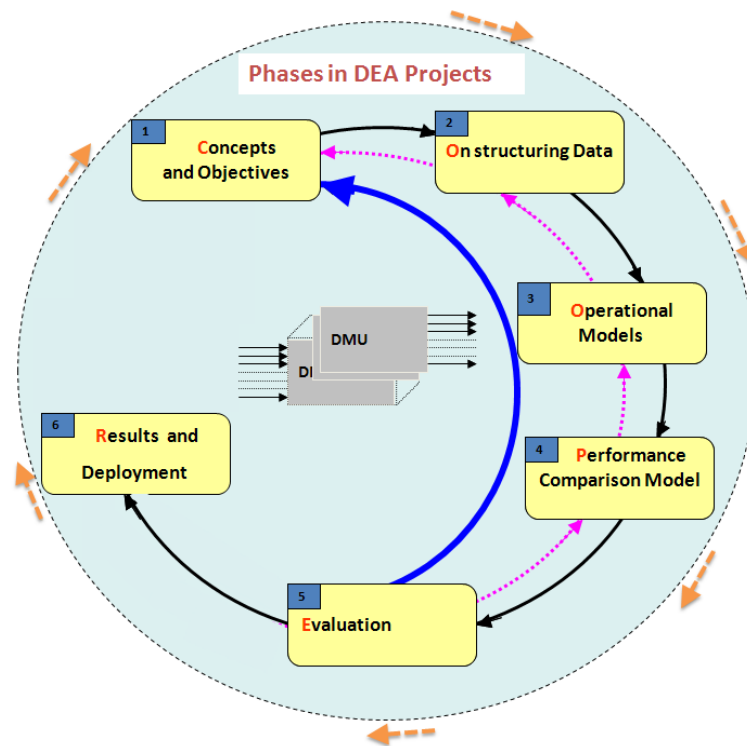 Phases in DEA Projects
1
Concepts
and Objectives
2
On structuring Data
3
Operational
Models
4
Performance
Comparison Model
5
Evaluation
6
Results and
Deployment
DMU